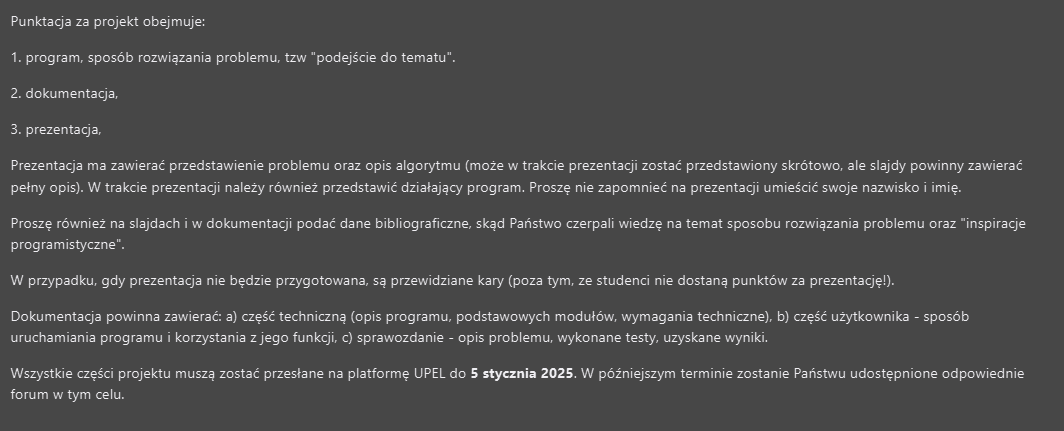 Punktacja za projekt obejmuje:
1. program, sposób rozwiązania problemu, tzw "podejście do tematu".
2. dokumentacja,
3. prezentacja,
Prezentacja ma zawierać przedstawienie problemu oraz opis algorytmu (może w trakcie prezentacji zostać przedstawiony skrótowo, ale slajdy powinny zawierać
pełny opis). W trakcie prezentacji należy również przedstawić działający program. Proszę nie zapomnieć na prezentacji umieścić swoje nazwisko i imię.
Proszę również na slajdach i w dokumentacji podać dane bibliograficzne, skąd Państwo czerpali wiedzę na temat sposobu rozwiązania problemu oraz "inspiracje
programistyczne".
W przypadku, gdy prezentacja nie będzie przygotowana, są przewidziane kary (poza tym, ze studenci nie dostaną punktów za prezentację!).
Dokumentacja powinna zawierać: a) część techniczną (opis programu, podstawowych modułów, wymagania techniczne), b) część użytkownika - sposób
uruchamiania programu i korzystania z jego funkcji, c) sprawozdanie - opis problemu, wykonane testy, uzyskane wyniki.
Wszystkie części projektu muszą zostać przesłane na platformę UPEL do 5 stycznia 2025. W późniejszym terminie zostanie Państwu udostępnione odpowiednie
forum w tym celu.